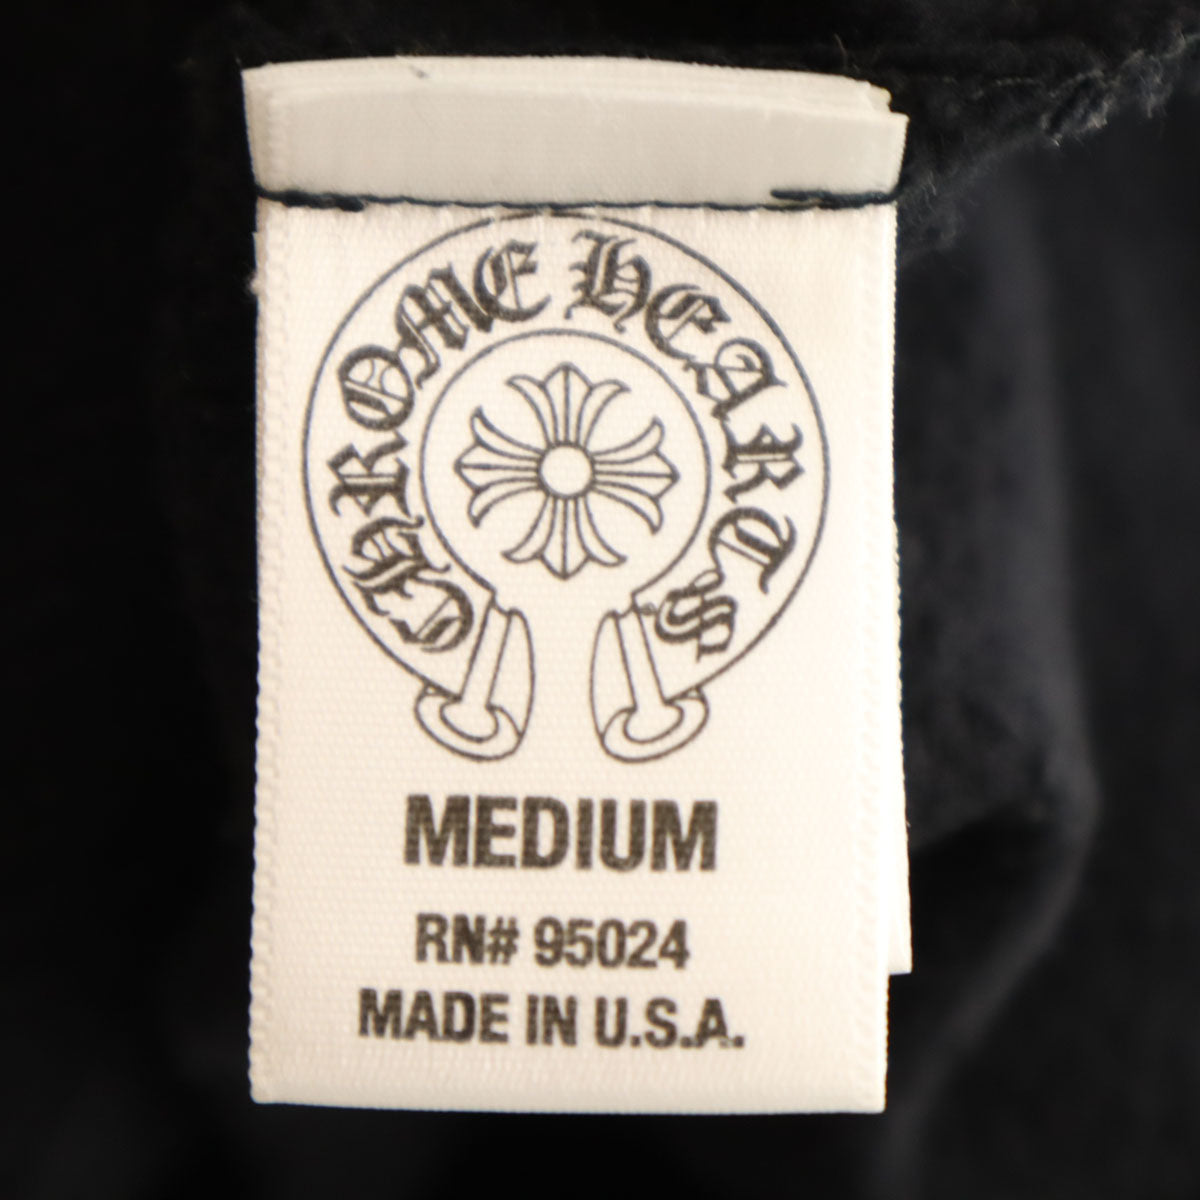 CHROME HEARTS
MEDIUM
RN# 95024
MADE IN U.S.A.